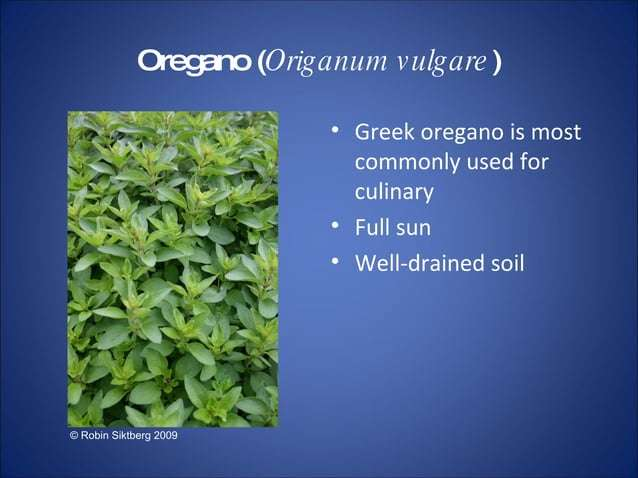 Oregano (Origanum vulgare )
• Greek oregano is most
commonly used for
culinary
• Full sun
• Well-drained soil
© Robin Siktberg 2009